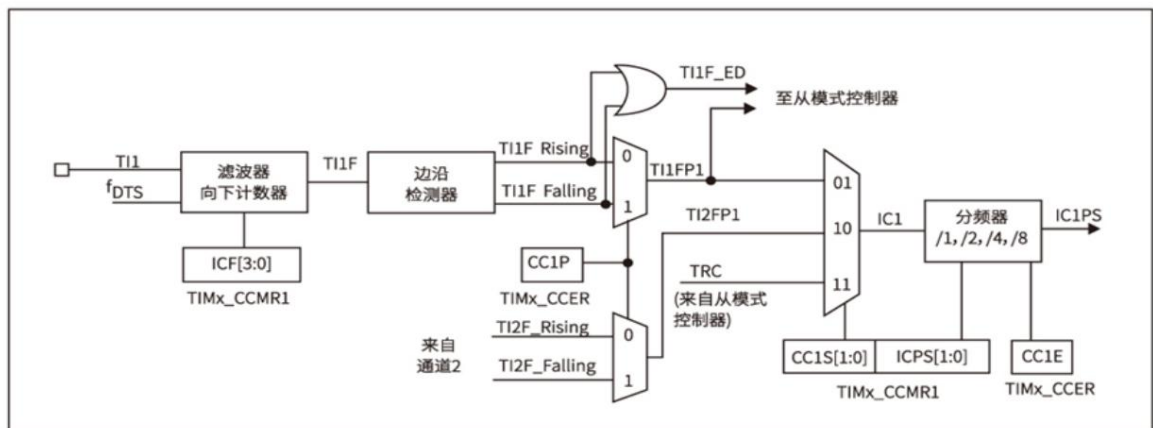 TI1F_ED
至从模式控制器
TI1F Rising
TI1
滤波器
向下计数器
TI1F
边沿
检测器
0
TI1FP1
01
fDTS
TI1F Falling
1
TI2FP1
10
IC1
分频器
/1, /2, /4, /8
IC1PS
ICF[3:0]
TIMx_CCMR1
CC1P
TIMx_CCER
TRC
(来自从模式
控制器)
11
来自
通道2
TI2F_Rising
0
TI2F_Falling
1
CC1S[1:0]
ICPS[1:0]
CC1E
TIMx_CCMR1
TIMx_CCER